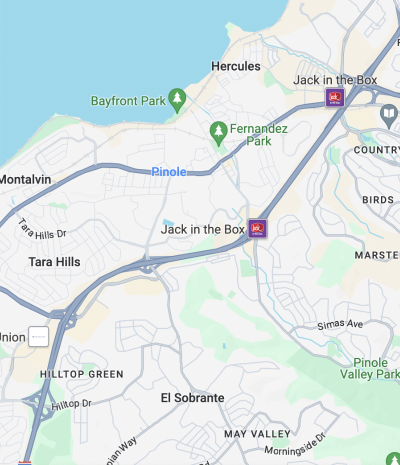 Hercules
Jack in the Box
Bayfront Park
Fernandez
Park
COUNTRY
Pinole
Montalvin
BIRDS
Tara Hills Dr
Jack in the Box
Tara Hills
MARSTE
Simas Ave
Union
Pinole
Valley Park
HILLTOP GREEN
Hilltop Dr
El Sobrante
MAY VALLEY
pian Way
Morningside Dr